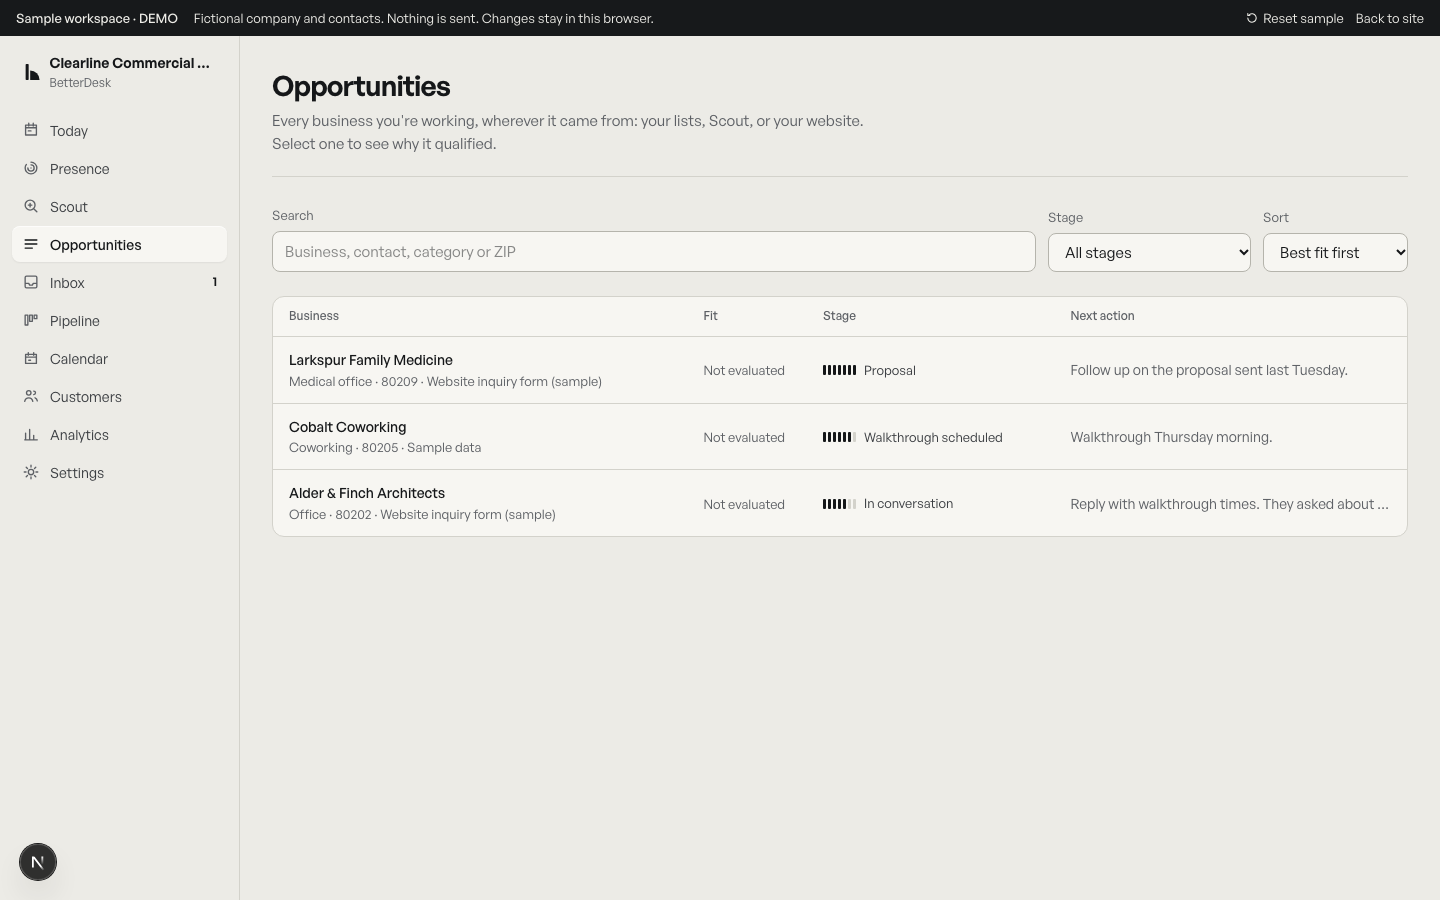 Sample workspace · DEMO
Fictional company and contacts. Nothing is sent. Changes stay in this browser.
Reset sample
Back to site
Clearline Commercial ...
BetterDesk
Today
Presence
Scout
Opportunities
Inbox 1
Pipeline
Calendar
Customers
Analytics
Settings
N
Opportunities
Every business you're working, wherever it came from: your lists, Scout, or your website.
Select one to see why it qualified.
Search
Business, contact, category or ZIP
Stage
All stages
Sort
Best fit first
Business Fit Stage Next action
Larkspur Family Medicine
Medical office · 80209 · Website inquiry form (sample)
Not evaluated
Proposal
Follow up on the proposal sent last Tuesday.
Cobalt Coworking
Coworking · 80205 · Sample data
Not evaluated
Walkthrough scheduled
Walkthrough Thursday morning.
Alder & Finch Architects
Office · 80202 · Website inquiry form (sample)
Not evaluated
In conversation
Reply with walkthrough times. They asked about ...